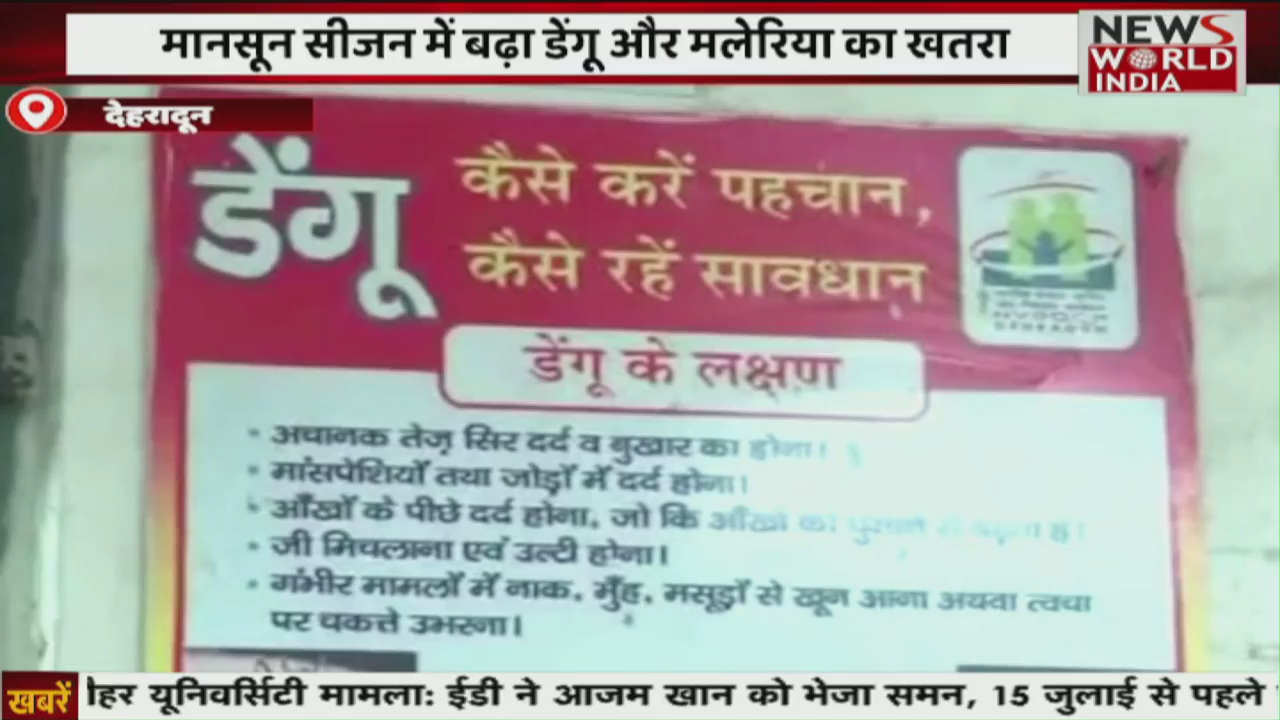 मानसून सीजन में बढ़ा डेंगू और मलेरिया का खतरा
NEWS
WORLD
INDIA
देहरादून
डेंगू
कैसे करें पहचान,
कैसे रहें सावधान
डेंगू के लक्षण
• अचानक तेज़ सिर दर्द व बुखार का होना।
• मांसपेशियों तथा जोड़ों में दर्द होना।
• आँखों के पीछे दर्द होना, जो कि आँखों को घुमाने से बढ़ता है।
• जी मिचलाना एवं उल्टी होना।
• गंभीर मामलों में नाक, मुँह, मसूड़ों से खून आना अथवा त्वचा
पर चकत्ते उभरना।
खबरें
हर यूनिवर्सिटी मामला: ईडी ने आजम खान को भेजा समन, 15 जुलाई से पहले